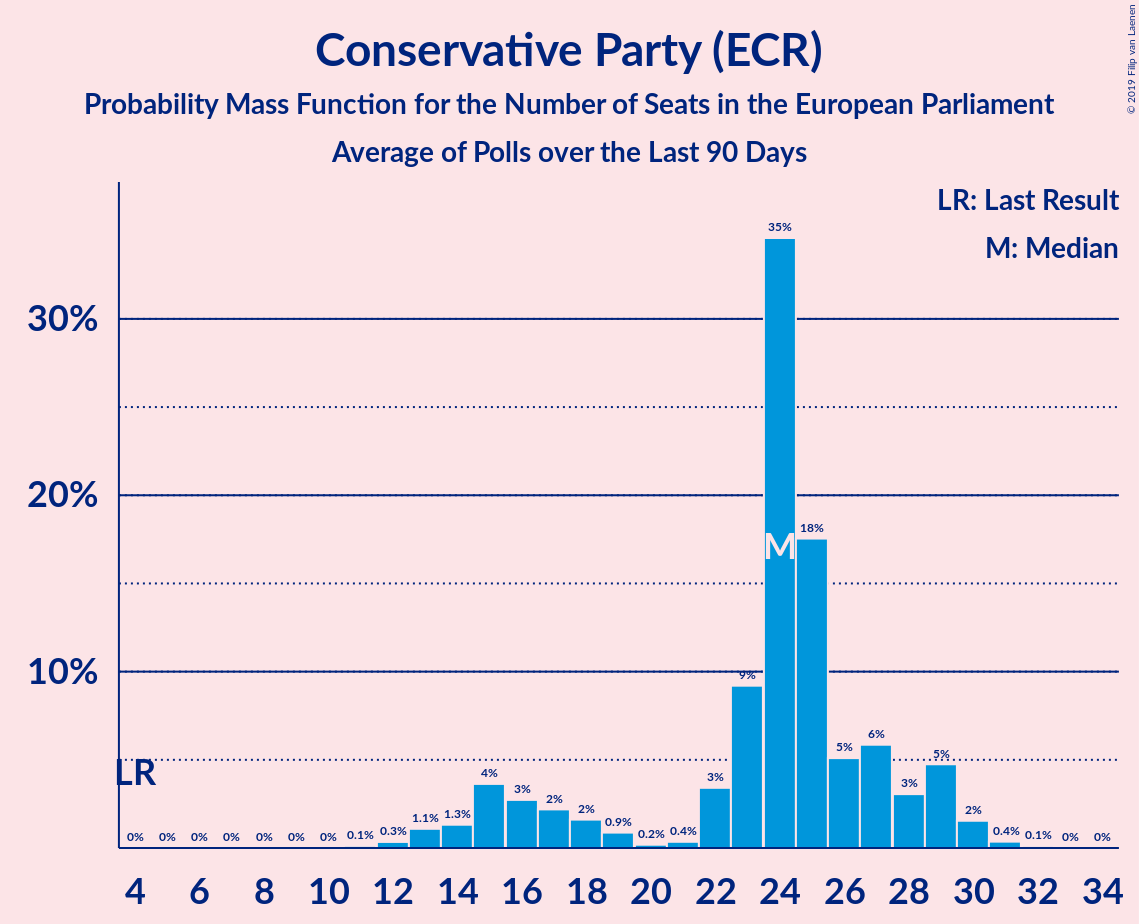 Conservative Party (ECR)
Probability Mass Function for the Number of Seats in the European Parliament
Average of Polls over the Last 90 Days
© 2019 Filip van Laenen
LR: Last Result
M: Median
35%
30%
20%
18%
M
10%
9%
6%
5%
5%
LR
4%
3%
3%
3%
2%
2%
2%
1.3%
1.1%
0.9%
0% 0% 0% 0% 0% 0% 0% 0.1% 0.3% 0.2% 0.4% 0.4% 0.1% 0% 0%
4 6 8 10 12 14 16 18 20 22 24 26 28 30 32 34